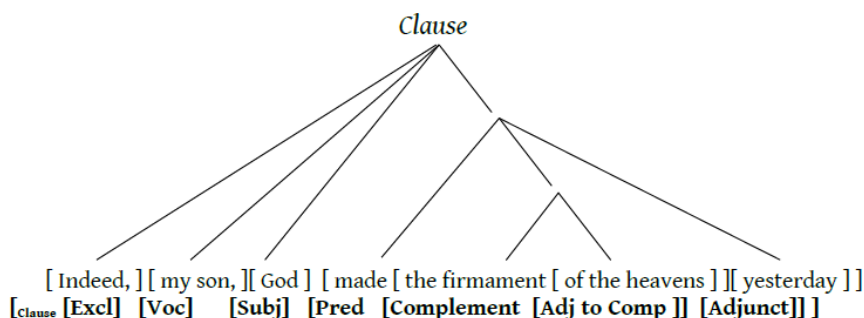 Clause
[ Indeed, ] [ my son, ][ God ] [ made [ the firmament [ of the heavens ] ][ yesterday ] ]
[Clause [Excl] [Voc] [Subj] [Pred [Complement [Adj to Comp ]] [Adjunct]] ]